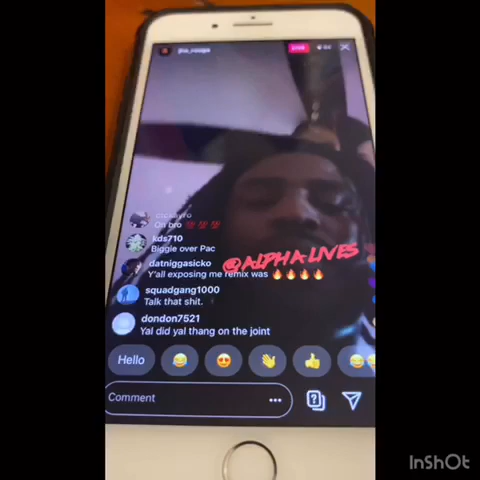 LIVE
On bro 💯 💯 💯
kds710
Biggie over Pac
datniggasicko
Y'all exposing me remix was 🔥🔥🔥🔥
@ALPHALIVES
squadgang1000
Talk that shit.
dondon7521
Yal did yal thang on the joint
Hello
Comment
InShOt